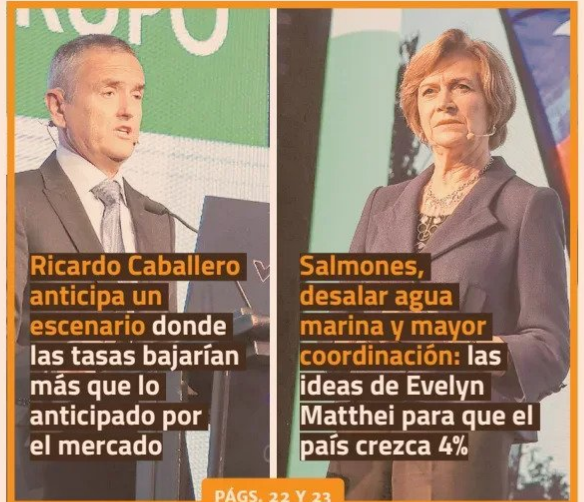 RUPO
Ricardo Caballero
anticipa un
escenario donde
las tasas bajarían
más que lo
anticipado por
el mercado
Salmones,
desalar agua
marina y mayor
coordinación: las
ideas de Evelyn
Matthei para que el
país crezca 4%
PÁGS. 22 Y 23